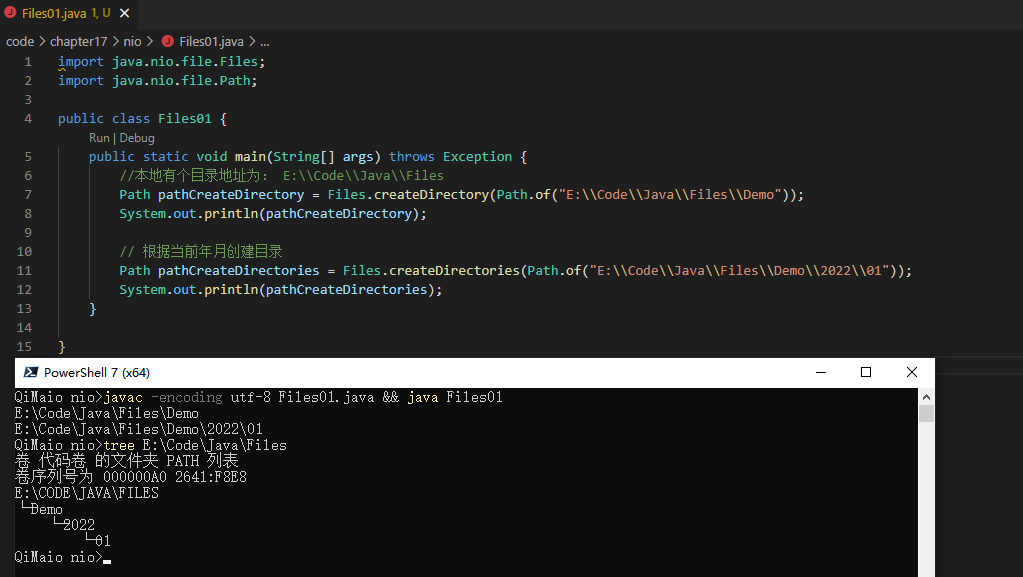 Files01.java 1, U
code > chapter17 > nio > Files01.java > ...
1 import java.nio.file.Files;
2 import java.nio.file.Path;
3
4 public class Files01 {
Run | Debug
5 public static void main(String[] args) throws Exception {
6 //本地有个目录地址为： E:\\Code\\Java\\Files
7 Path pathCreateDirectory = Files.createDirectory(Path.of("E:\\Code\\Java\\Files\\Demo"));
8 System.out.println(pathCreateDirectory);
9
10 // 根据当前年月创建目录
11 Path pathCreateDirectories = Files.createDirectories(Path.of("E:\\Code\\Java\\Files\\Demo\\2022\\01"));
12 System.out.println(pathCreateDirectories);
13 }
14
15 }
PowerShell 7 (x64)
QiMaio nio>javac -encoding utf-8 Files01.java && java Files01
E:\Code\Java\Files\Demo
E:\Code\Java\Files\Demo\2022\01
QiMaio nio>tree E:\Code\Java\Files
卷 代码卷 的文件夹 PATH 列表
卷序列号为 000000A0 2641:F8E8
E:\CODE\JAVA\FILES
└─Demo
└─2022
└─01
QiMaio nio>